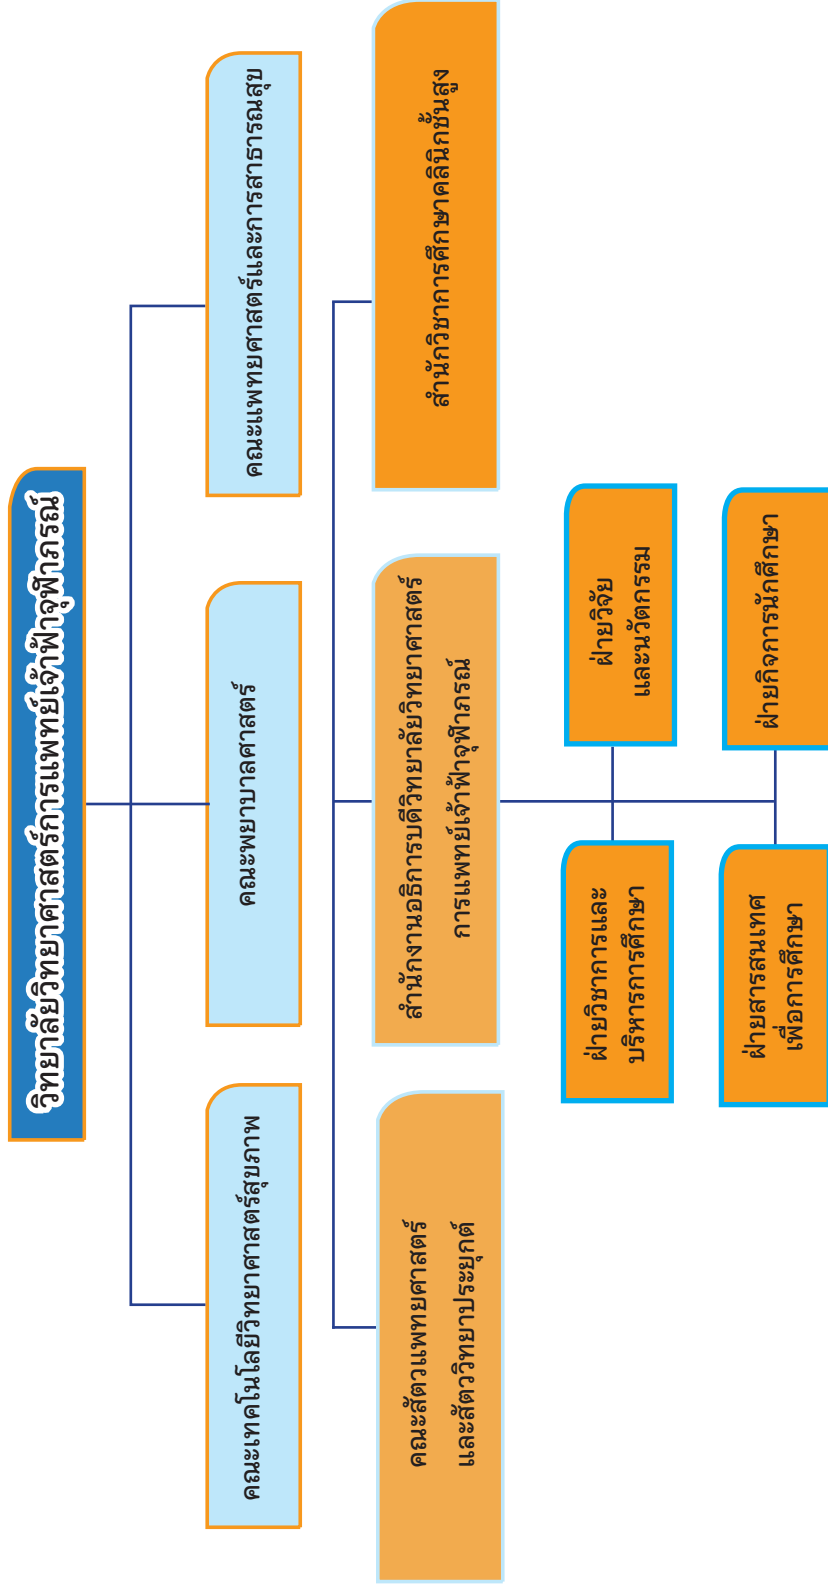 วิทยาลัยวิทยาศาสตร์การแพทย์เจ้าฟ้าจุฬาภรณ์
คณะเทคโนโลยีวิทยาศาสตร์สุขภาพ
คณะพยาบาลศาสตร์
คณะแพทยศาสตร์และการสาธารณสุข
คณะสัตวแพทยศาสตร์
และสัตววิทยาประยุกต์
สำนักงานอธิการบดีวิทยาลัยวิทยาศาสตร์
การแพทย์เจ้าฟ้าจุฬาภรณ์
สำนักวิชาการศึกษาคลินิกชั้นสูง
ฝ่ายวิชาการและ
บริหารการศึกษา
ฝ่ายวิจัย
และนวัตกรรม
ฝ่ายสารสนเทศ
เพื่อการศึกษา
ฝ่ายกิจการนักศึกษา